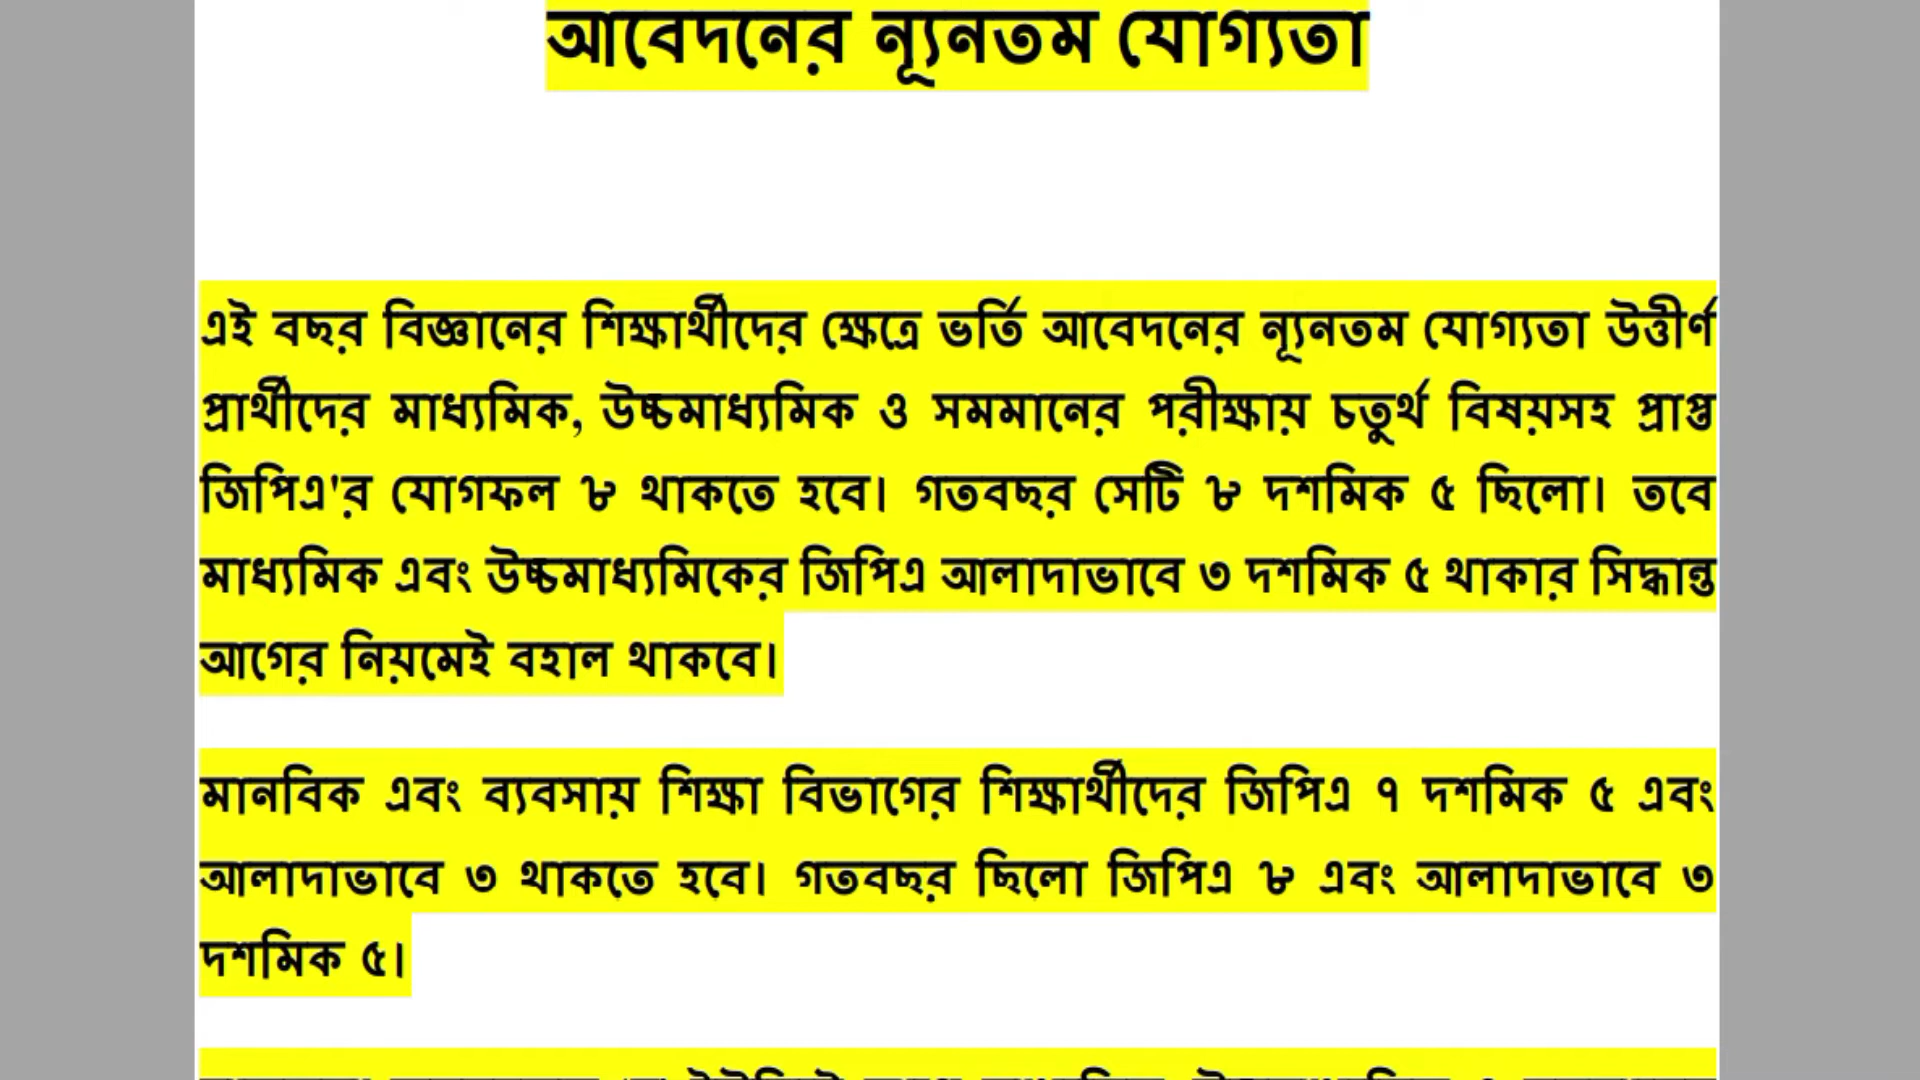 আবেদনের ন্যূনতম যোগ্যতা
এই বছর বিজ্ঞানের শিক্ষার্থীদের ক্ষেত্রে ভর্তি আবেদনের ন্যূনতম যোগ্যতা উত্তীর্ণ
প্রার্থীদের মাধ্যমিক, উচ্চমাধ্যমিক ও সমমানের পরীক্ষায় চতুর্থ বিষয়সহ প্রাপ্ত
জিপিএ'র যোগফল ৮ থাকতে হবে। গতবছর সেটি ৮ দশমিক ৫ ছিলো। তবে
মাধ্যমিক এবং উচ্চমাধ্যমিকের জিপিএ আলাদাভাবে ৩ দশমিক ৫ থাকার সিদ্ধান্ত
আগের নিয়মেই বহাল থাকবে।
মানবিক এবং ব্যবসায় শিক্ষা বিভাগের শিক্ষার্থীদের জিপিএ ৭ দশমিক ৫ এবং
আলাদাভাবে ৩ থাকতে হবে। গতবছর ছিলো জিপিএ ৮ এবং আলাদাভাবে ৩
দশমিক ৫।